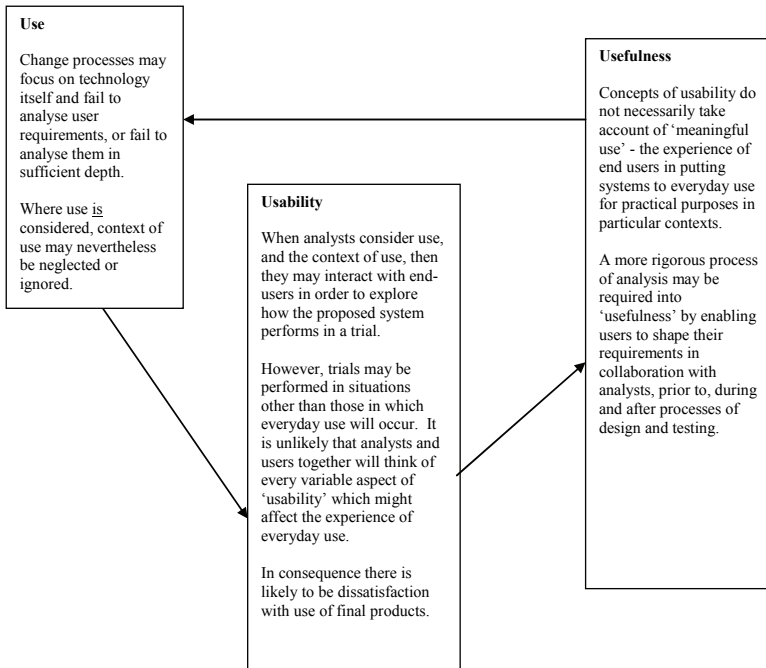 Use
Change processes may
focus on technology
itself and fail to
analyse user
requirements, or fail to
analyse them in
sufficient depth.
Where use is
considered, context of
use may nevertheless
be neglected or
ignored.
Usability
When analysts consider use,
and the context of use, then
they may interact with end-
users in order to explore
how the proposed system
performs in a trial.
However, trials may be
performed in situations
other than those in which
everyday use will occur.  It
is unlikely that analysts and
users together will think of
every variable aspect of
‘usability’ which might
affect the experience of
everyday use.
In consequence there is
likely to be dissatisfaction
with use of final products.
Usefulness
Concepts of usability do
not necessarily take
account of ‘meaningful
use’ - the experience of
end users in putting
systems to everyday use
for practical purposes in
particular contexts.
A more rigorous process
of analysis may be
required into
‘usefulness’ by enabling
users to shape their
requirements in
collaboration with
analysts, prior to, during
and after processes of
design and testing.